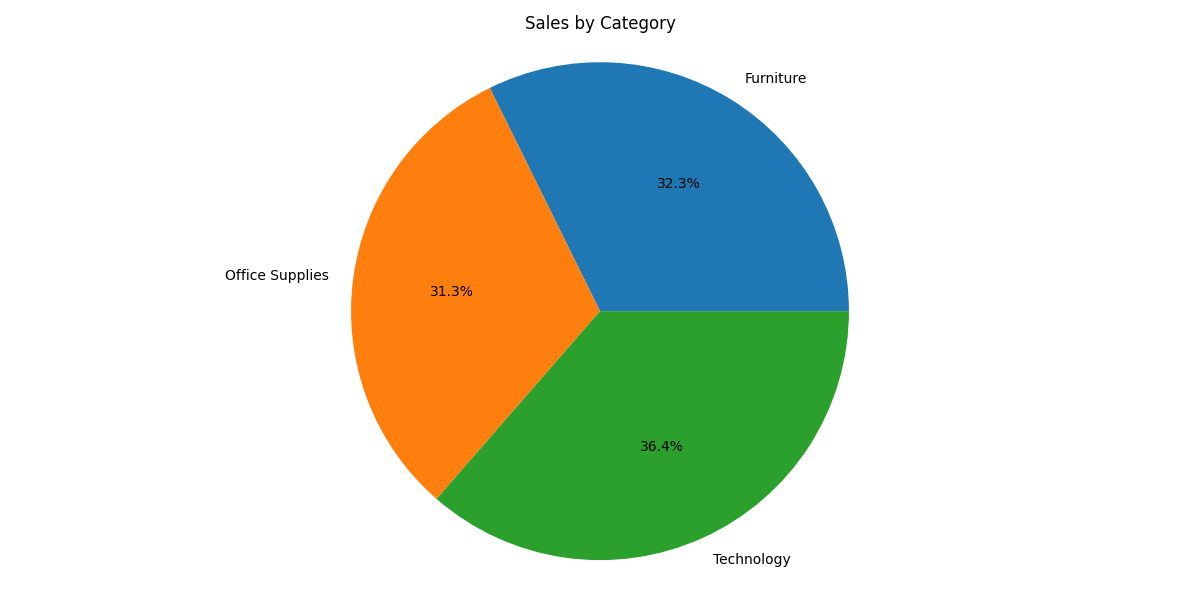 Sales by Category
Furniture
32.3%
Office Supplies
31.3%
36.4%
Technology